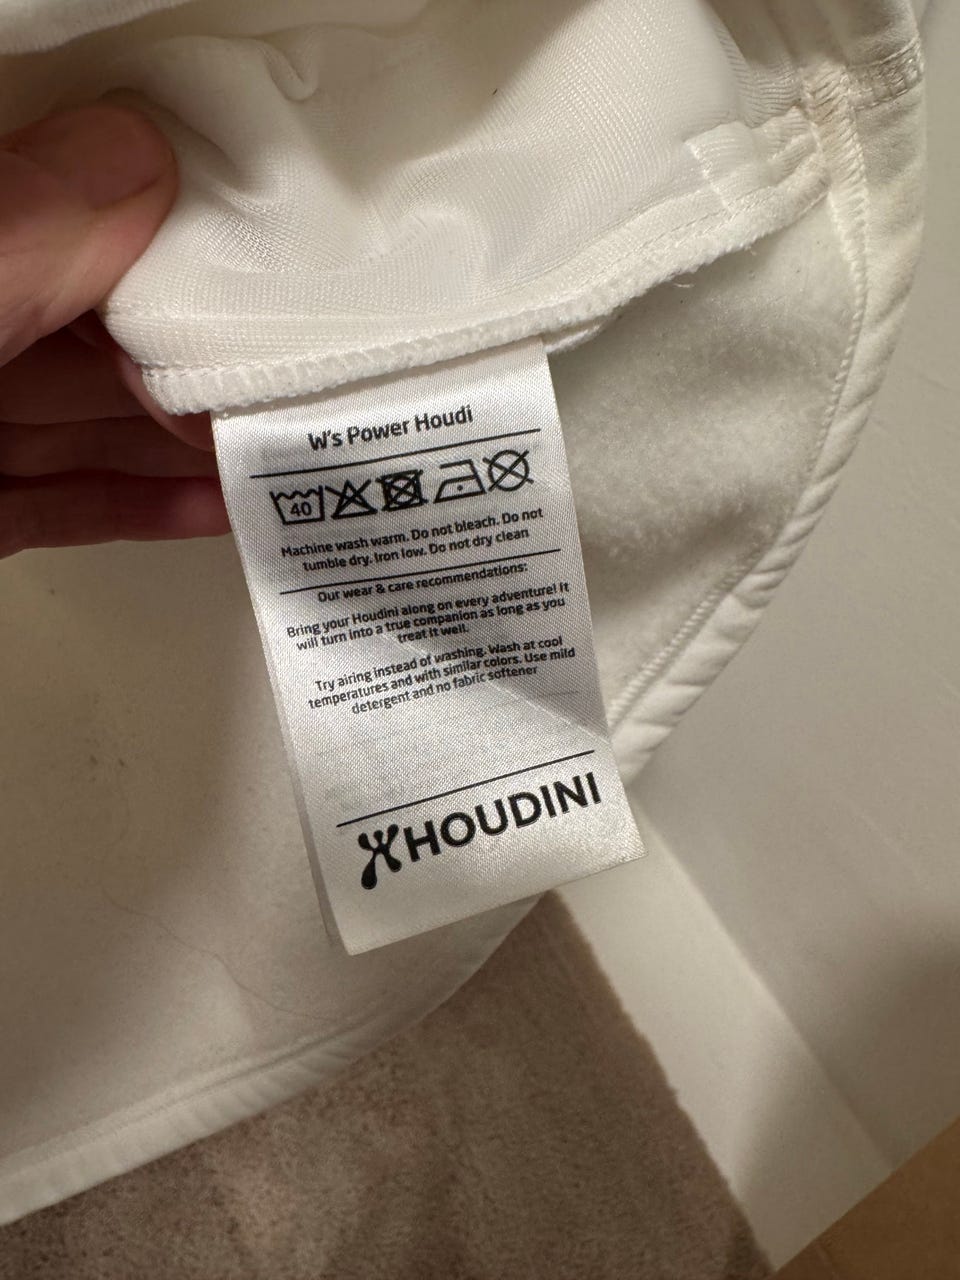 W's Power Houdi
40
Machine wash warm. Do not bleach. Do not
tumble dry. Iron low. Do not dry clean
Our wear & care recommendations:
Bring your Houdini along on every adventure! It
will turn into a true companion as long as you
treat it well.
Try airing instead of washing. Wash at cool
temperatures and with similar colors. Use mild
detergent and no fabric softener
HOUDINI